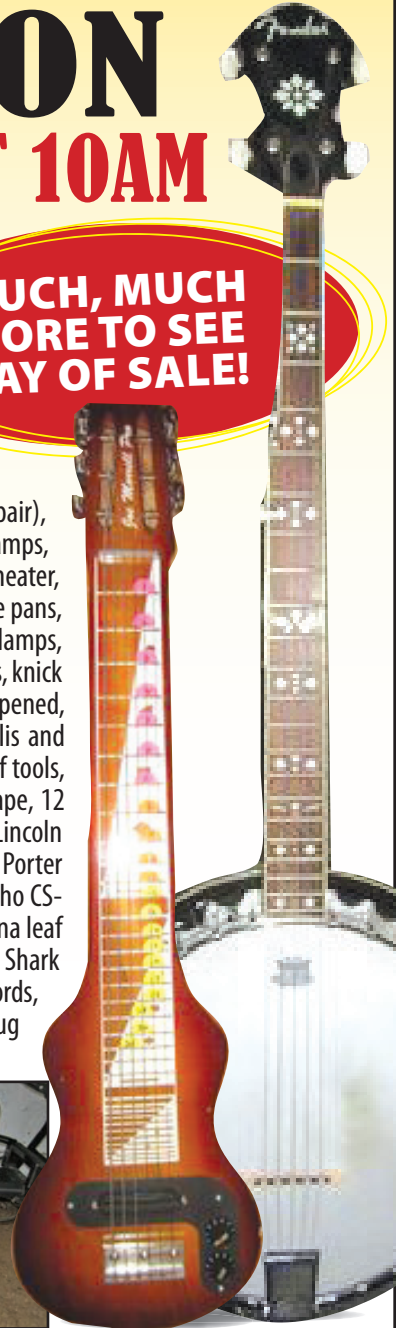 ON
T 10AM
UCH, MUCH
ORE TO SEE
AY OF SALE!
Fender
pair),
amps,
heater,
e pans,
lamps,
s, knick
pened,
lis and
f tools,
ape, 12
Lincoln
Porter
ho CS-
na leaf
Shark
ords,
ug